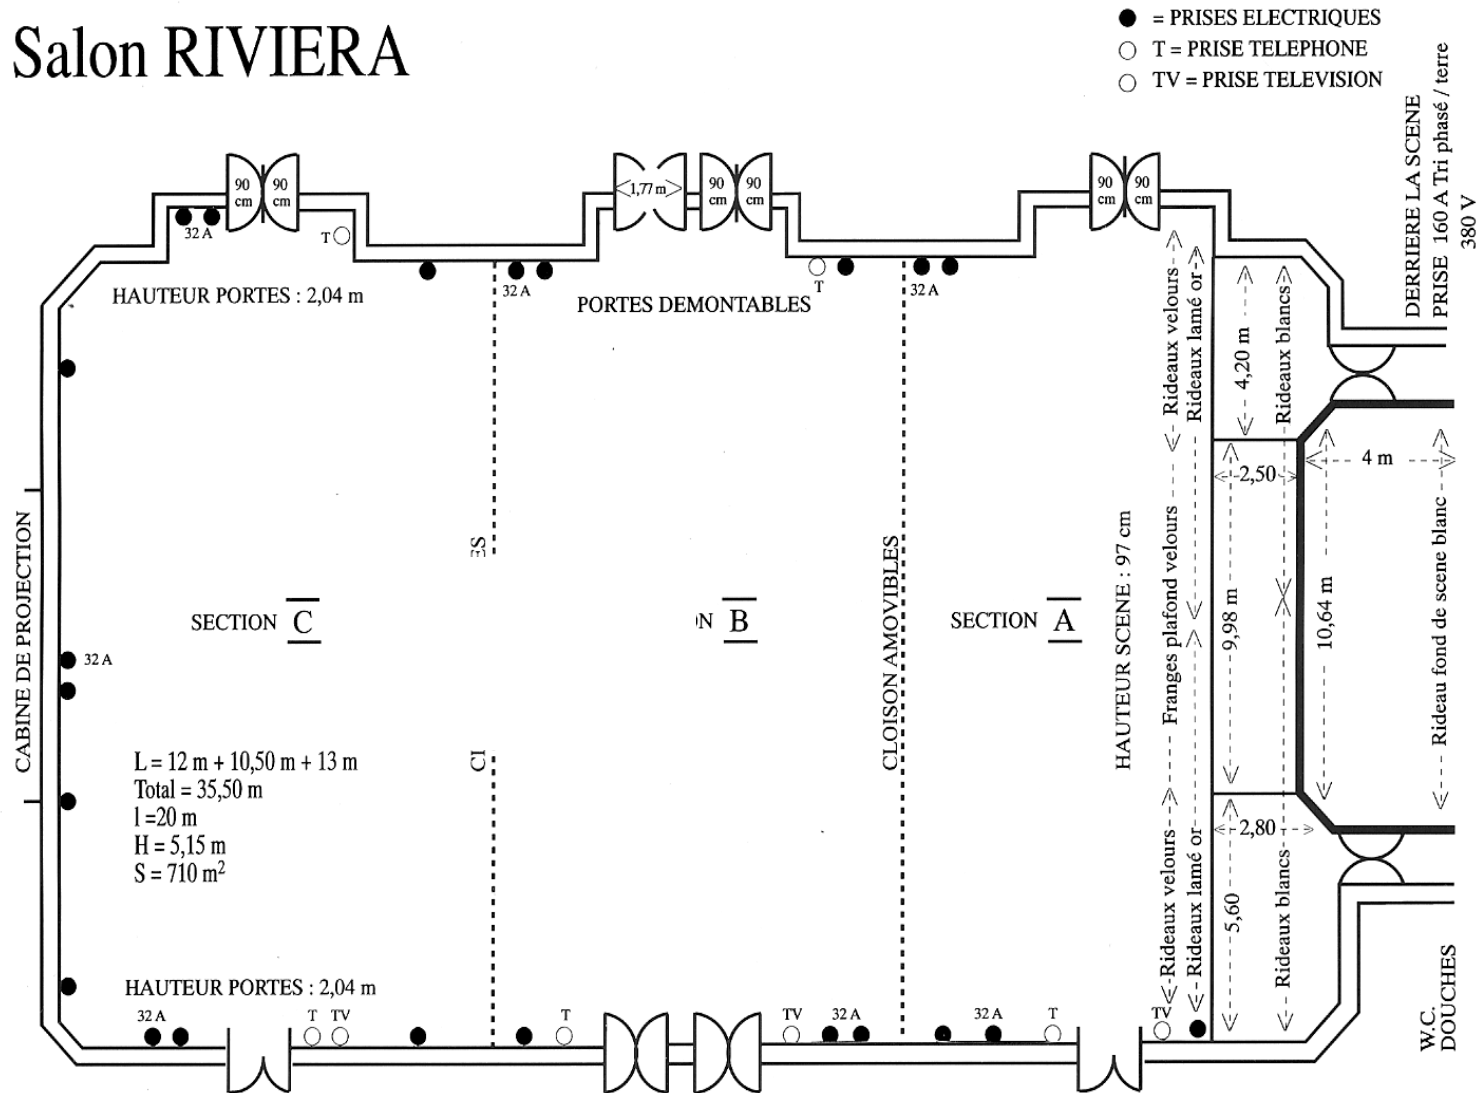 Salon RIVIERA
= PRISES ELECTRIQUES
T = PRISE TELEPHONE
TV = PRISE TELEVISION
DERRIERE LA SCENE
PRISE 160 A Tri phasé / terre
380 V
90 cm
90 cm
1,77 m
90 cm
90 cm
90 cm
90 cm
32 A
T
HAUTEUR PORTES : 2,04 m
32 A
PORTES DEMONTABLES
T
32 A
Rideaux velours
Rideaux lamé or
4,20 m
Rideaux blancs
2,50
4 m
CABINE DE PROJECTION
SECTION C
ES
CI
N B
CLOISON AMOVIBLES
SECTION A
HAUTEUR SCENE : 97 cm
Franges plafond velours
9,98 m
10,64 m
Rideau fond de scene blanc
32 A
L = 12 m + 10,50 m + 13 m
Total = 35,50 m
l =20 m
H = 5,15 m
S = 710 m²
2,80
Rideaux velours
Rideaux lamé or
5,60
Rideaux blancs
HAUTEUR PORTES : 2,04 m
32 A
T
TV
T
TV
32 A
32 A
T
TV
W.C.
DOUCHES